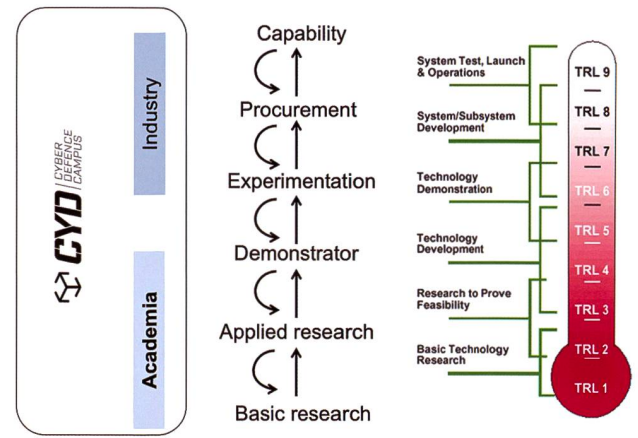 CYD
CYBER
DEFENCE
CAMPUS
Industry
Academia
Capability
Procurement
Experimentation
Demonstrator
Applied research
Basic research
System Test, Launch
& Operations
System/Subsystem
Development
Technology
Demonstration
Technology
Development
Research to Prove
Feasibility
Basic Technology
Research
TRL 9
TRL 8
TRL 7
TRL 6
TRL 5
TRL 4
TRL 3
TRL 2
TRL 1